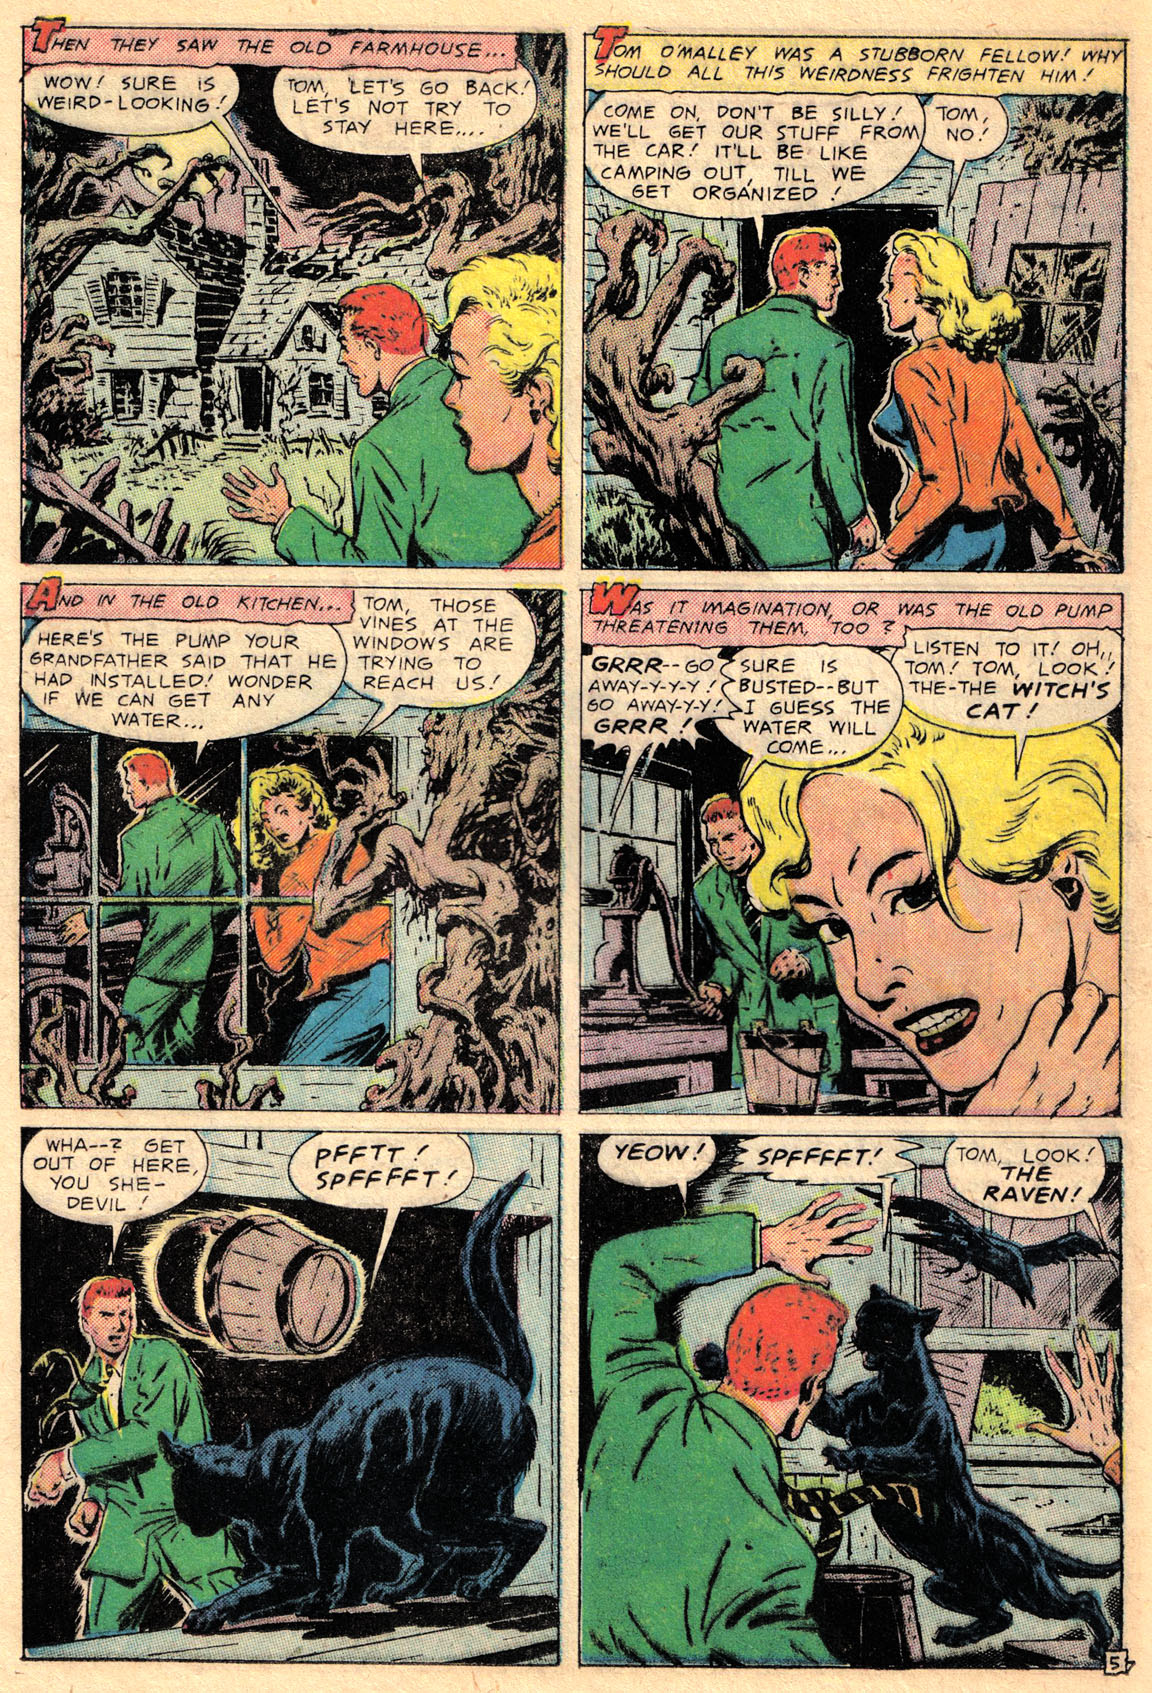 THEN THEY SAW THE OLD FARMHOUSE...
WOW! SURE IS
WEIRD-LOOKING!
TOM, LET'S GO BACK!
LET'S NOT TRY TO
STAY HERE....
TOM O'MALLEY WAS A STUBBORN FELLOW! WHY
SHOULD ALL THIS WEIRDNESS FRIGHTEN HIM!
COME ON, DON'T BE SILLY!
WE'LL GET OUR STUFF FROM
THE CAR! IT'LL BE LIKE
CAMPING OUT, TILL WE
GET ORGANIZED!
TOM,
NO!
AND IN THE OLD KITCHEN...
HERE'S THE PUMP YOUR
GRANDFATHER SAID THAT HE
HAD INSTALLED! WONDER
IF WE CAN GET ANY
WATER...
TOM, THOSE
VINES AT THE
WINDOWS ARE
TRYING TO
REACH US!
WAS IT IMAGINATION, OR WAS THE OLD PUMP
THREATENING THEM, TOO?
GRRR--GO
AWAY-Y-Y-Y!
GO AWAY-Y-Y!
GRRR!
SURE IS
BUSTED--BUT
I GUESS THE
WATER WILL
COME...
LISTEN TO IT! OH,
TOM! TOM, LOOK!
THE-THE WITCH'S
CAT!
WHA--? GET
OUT OF HERE,
YOU SHE-
DEVIL!
PFFTT!
SPFFFFT!
YEOW!
SPFFFFT!
TOM, LOOK!
THE
RAVEN!
5